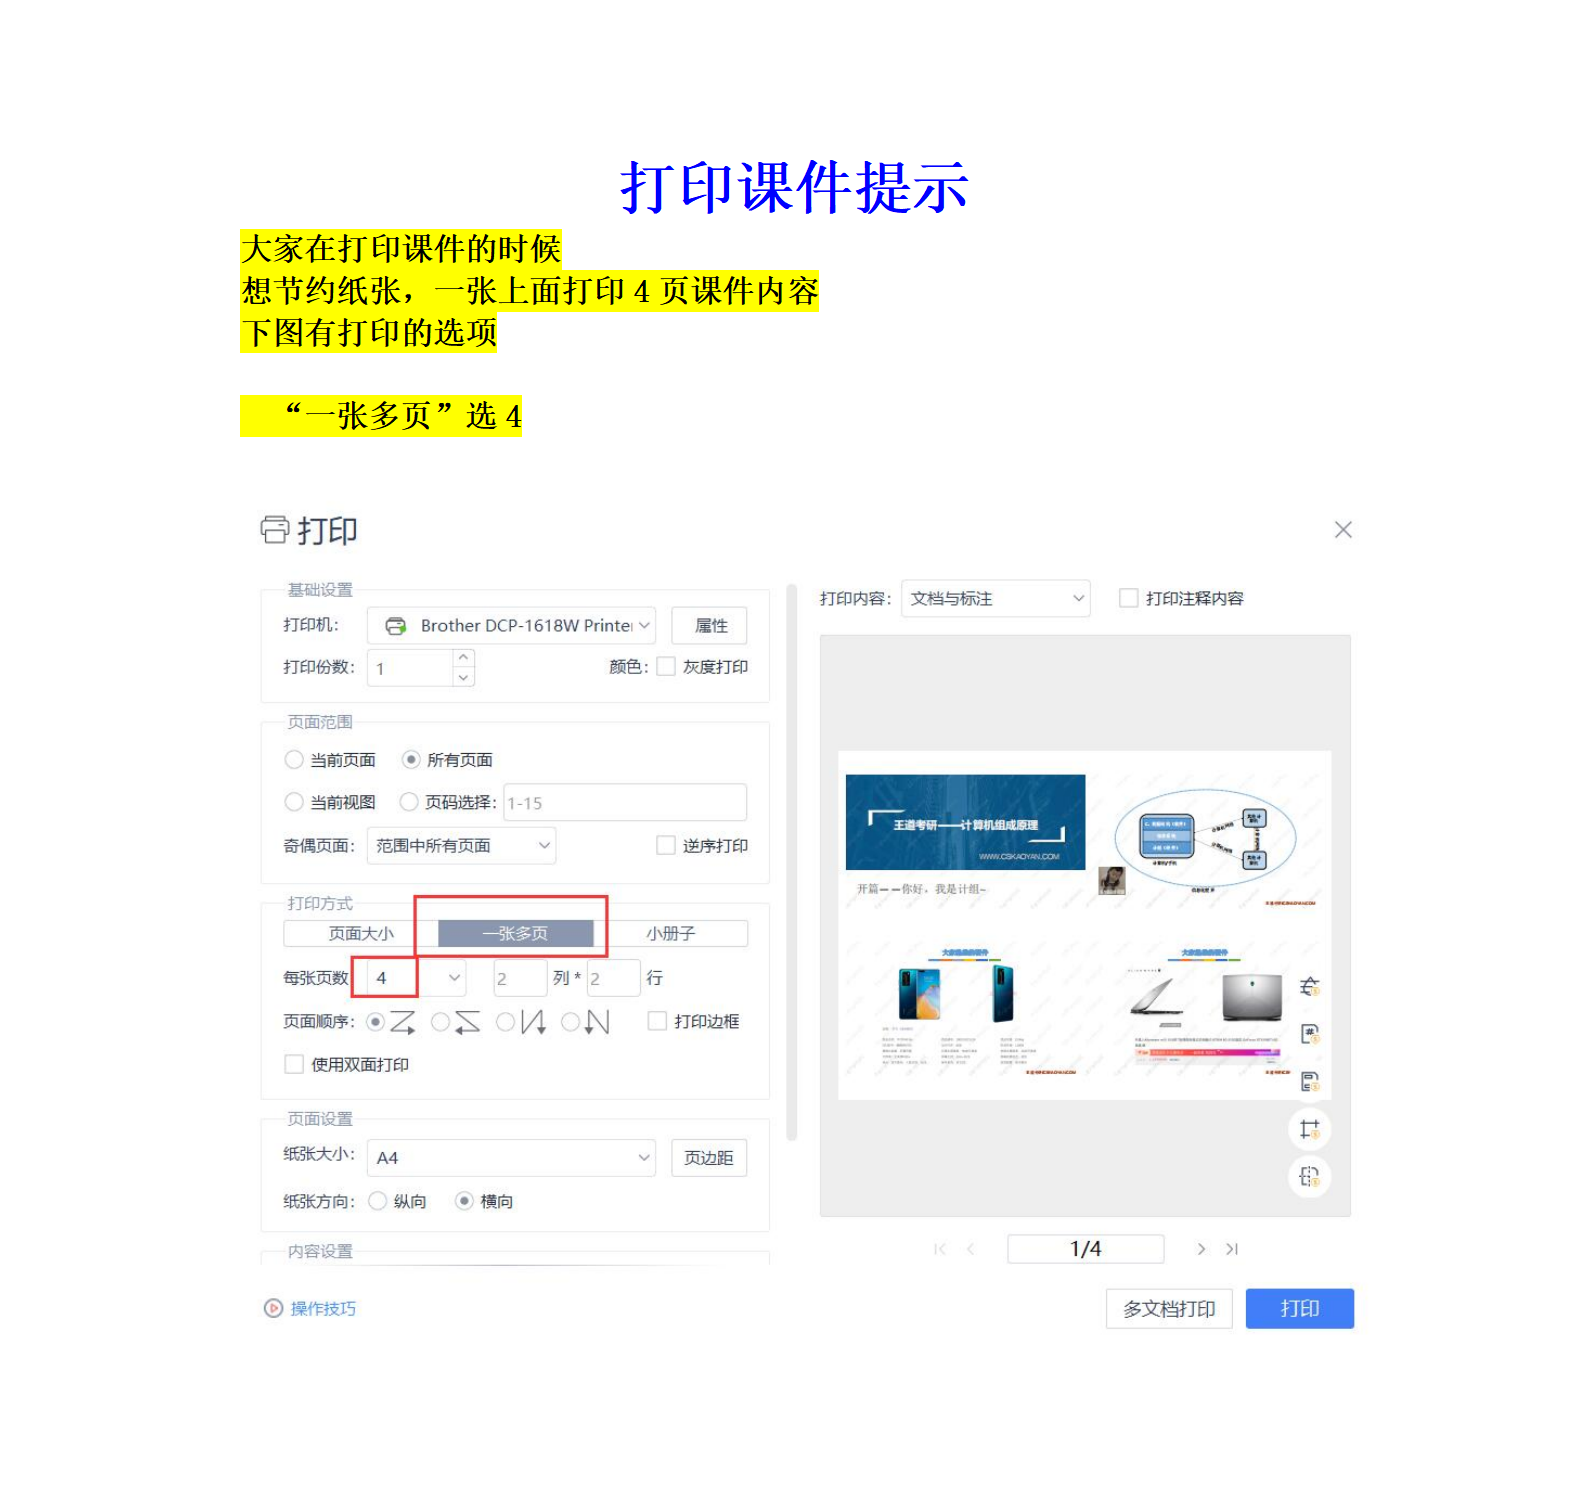 打印课件提示
大家在打印课件的时候
想节约纸张，一张上面打印 4 页课件内容
下图有打印的选项
“一张多页”选 4
打印
基础设置
打印机：
Brother DCP-1618W Printer
属性
打印份数：
1
颜色：
灰度打印
页面范围
当前页面
所有页面
当前视图
页码选择：
1-15
奇偶页面：
范围中所有页面
逆序打印
打印方式
页面大小
一张多页
小册子
每张页数
4
2
列 *
2
行
页面顺序：
打印边框
使用双面打印
页面设置
纸张大小：
A4
页边距
纸张方向：
纵向
横向
内容设置
操作技巧
打印内容：
文档与标注
打印注释内容
王道考研——计算机组成原理
WWW.CSKAOYAN.COM
开篇——你好，我是计组~
1/4
多文档打印
打印